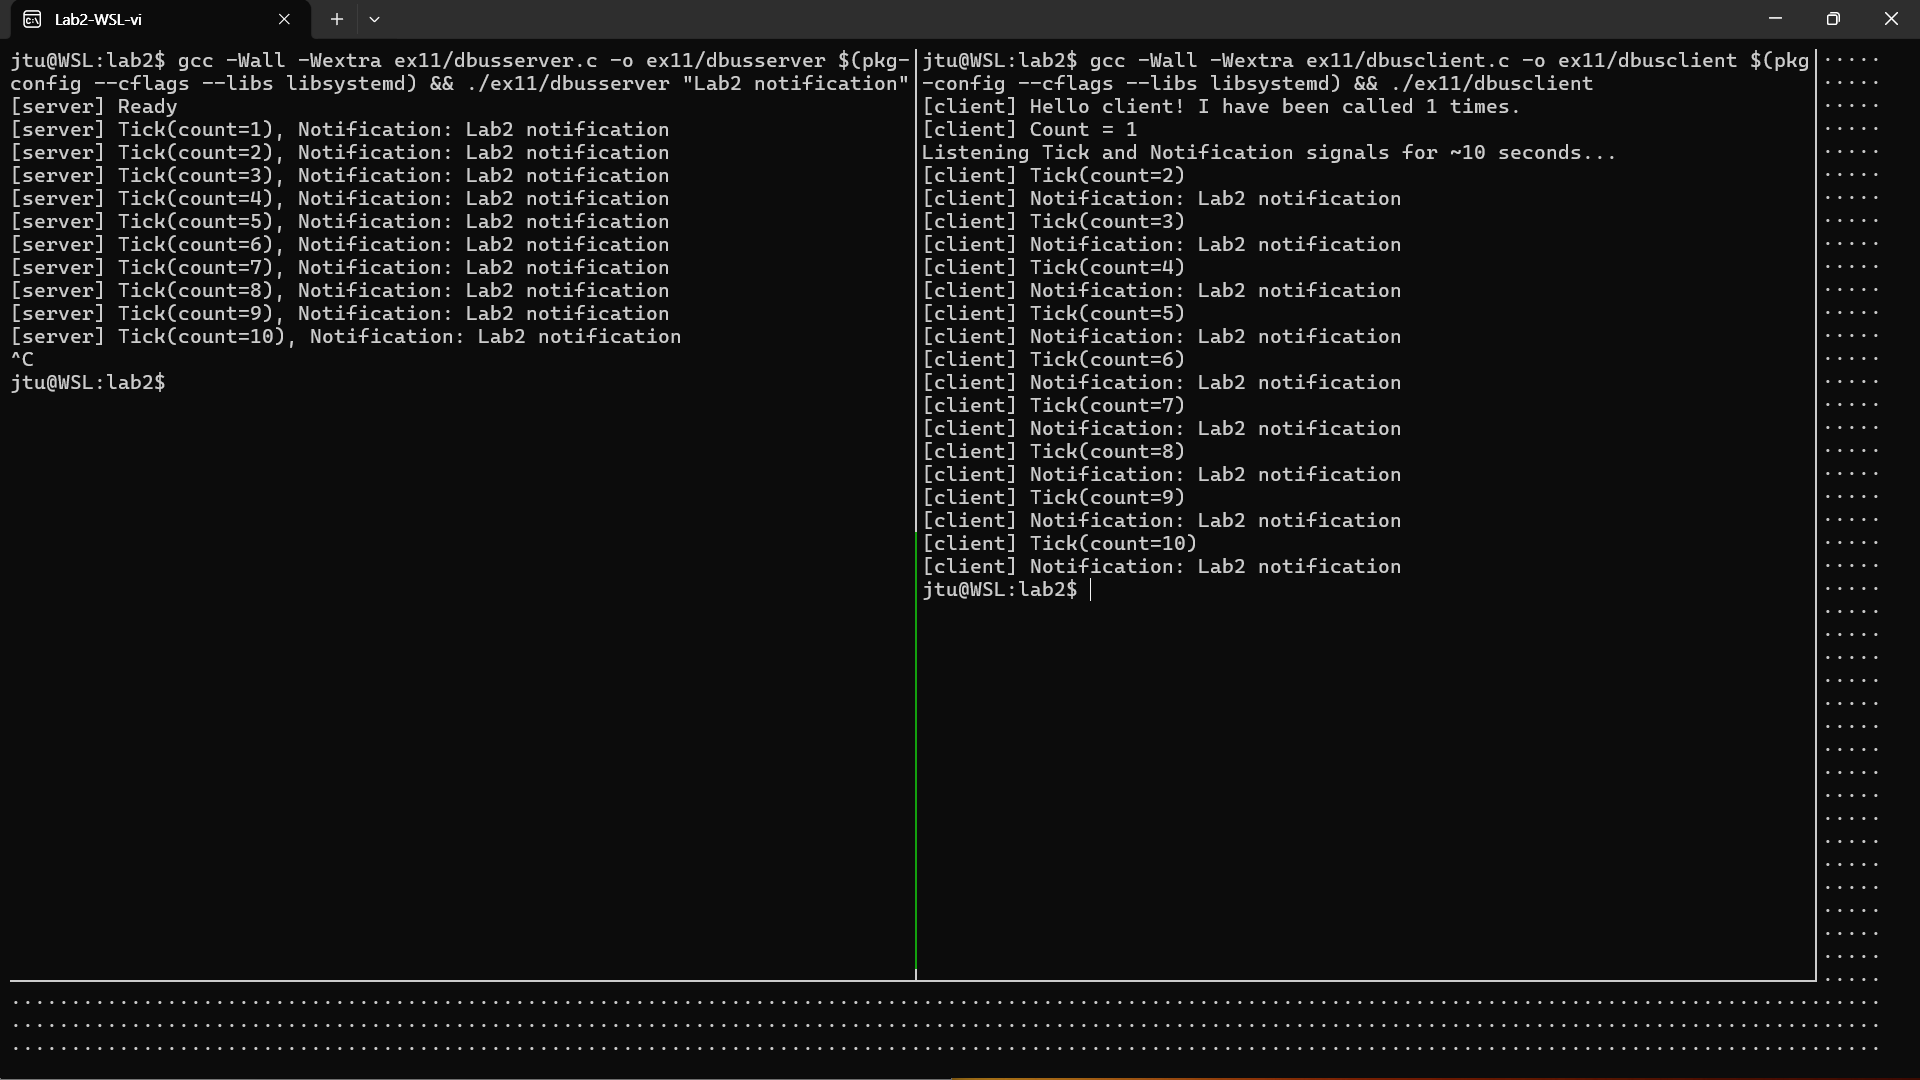 Lab2-WSL-vi
jtu@WSL:lab2$ gcc -Wall -Wextra ex11/dbusserver.c -o ex11/dbusserver $(pkg-
config --cflags --libs libsystemd) && ./ex11/dbusserver "Lab2 notification"
[server] Ready
[server] Tick(count=1), Notification: Lab2 notification
[server] Tick(count=2), Notification: Lab2 notification
[server] Tick(count=3), Notification: Lab2 notification
[server] Tick(count=4), Notification: Lab2 notification
[server] Tick(count=5), Notification: Lab2 notification
[server] Tick(count=6), Notification: Lab2 notification
[server] Tick(count=7), Notification: Lab2 notification
[server] Tick(count=8), Notification: Lab2 notification
[server] Tick(count=9), Notification: Lab2 notification
[server] Tick(count=10), Notification: Lab2 notification
^C
jtu@WSL:lab2$
jtu@WSL:lab2$ gcc -Wall -Wextra ex11/dbusclient.c -o ex11/dbusclient $(pkg
-config --cflags --libs libsystemd) && ./ex11/dbusclient
[client] Hello client! I have been called 1 times.
[client] Count = 1
Listening Tick and Notification signals for ~10 seconds...
[client] Tick(count=2)
[client] Notification: Lab2 notification
[client] Tick(count=3)
[client] Notification: Lab2 notification
[client] Tick(count=4)
[client] Notification: Lab2 notification
[client] Tick(count=5)
[client] Notification: Lab2 notification
[client] Tick(count=6)
[client] Notification: Lab2 notification
[client] Tick(count=7)
[client] Notification: Lab2 notification
[client] Tick(count=8)
[client] Notification: Lab2 notification
[client] Tick(count=9)
[client] Notification: Lab2 notification
[client] Tick(count=10)
[client] Notification: Lab2 notification
jtu@WSL:lab2$